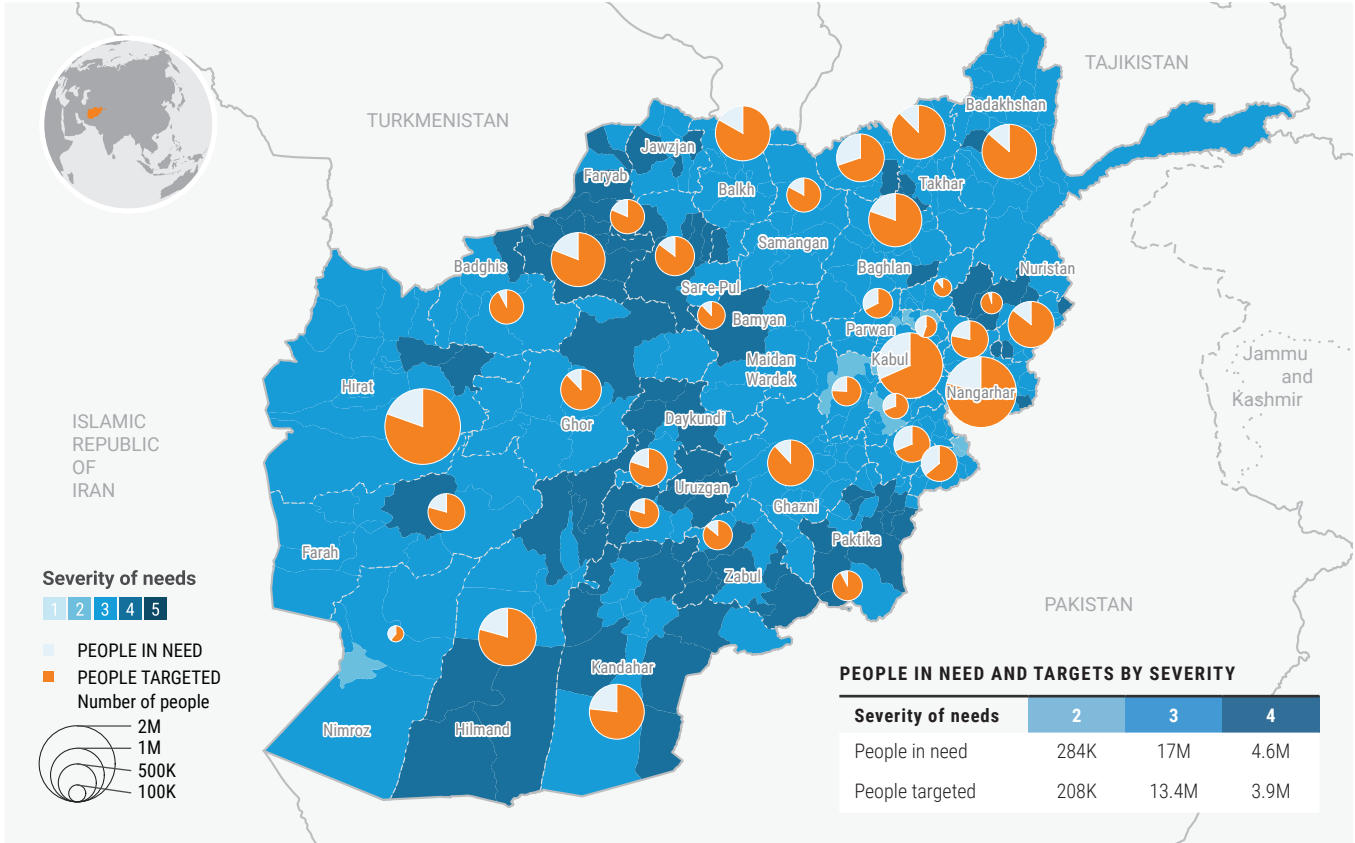 TURKMENISTAN
TAJIKISTAN
Badakhshan
Jawzjan
Faryab
Balkh
Takhar
Samangan
Badghis
Baghlan
Nuristan
Sar-e-Pul
Bamyan
Parwan
Maidan
Wardak
Kabul
Hirat
Nangarhar
Jammu
and
Kashmir
Ghor
Daykundi
ISLAMIC
REPUBLIC
OF
IRAN
Uruzgan
Ghazni
Farah
Paktika
Zabul
PAKISTAN
Kandahar
Nimroz
Hilmand
Severity of needs
1 2 3 4 5
PEOPLE IN NEED
PEOPLE TARGETED
Number of people
2M
1M
500K
100K
PEOPLE IN NEED AND TARGETS BY SEVERITY
Severity of needs 2 3 4
People in need 284K 17M 4.6M
People targeted 208K 13.4M 3.9M